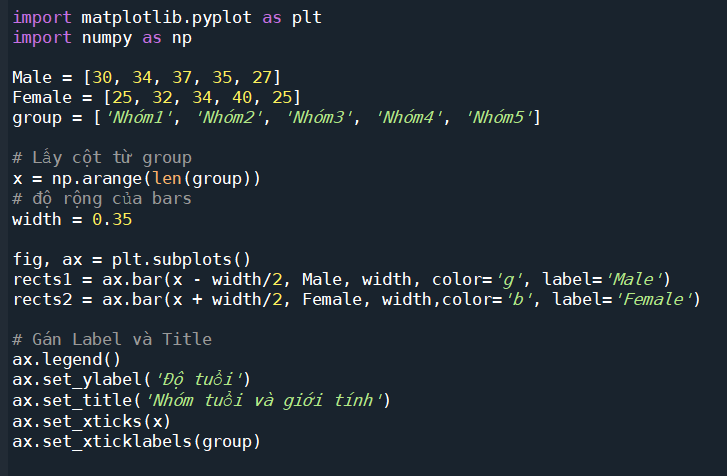 import matplotlib.pyplot as plt
import numpy as np
Male = [30, 34, 37, 35, 27]
Female = [25, 32, 34, 40, 25]
group = ['Nhóm1', 'Nhóm2', 'Nhóm3', 'Nhóm4', 'Nhóm5']
# Lấy cột từ group
x = np.arange(len(group))
# độ rộng của bars
width = 0.35
fig, ax = plt.subplots()
rects1 = ax.bar(x - width/2, Male, width, color='g', label='Male')
rects2 = ax.bar(x + width/2, Female, width,color='b', label='Female')
# Gán Label và Title
ax.legend()
ax.set_ylabel('Độ tuổi')
ax.set_title('Nhóm tuổi và giới tính')
ax.set_xticks(x)
ax.set_xticklabels(group)